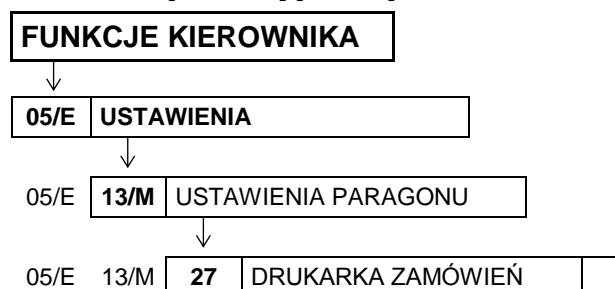 FUNKCJE KIEROWNIKA
05/E USTAWIENIA
05/E 13/M USTAWIENIA PARAGONU
05/E 13/M 27 DRUKARKA ZAMÓWIEŃ